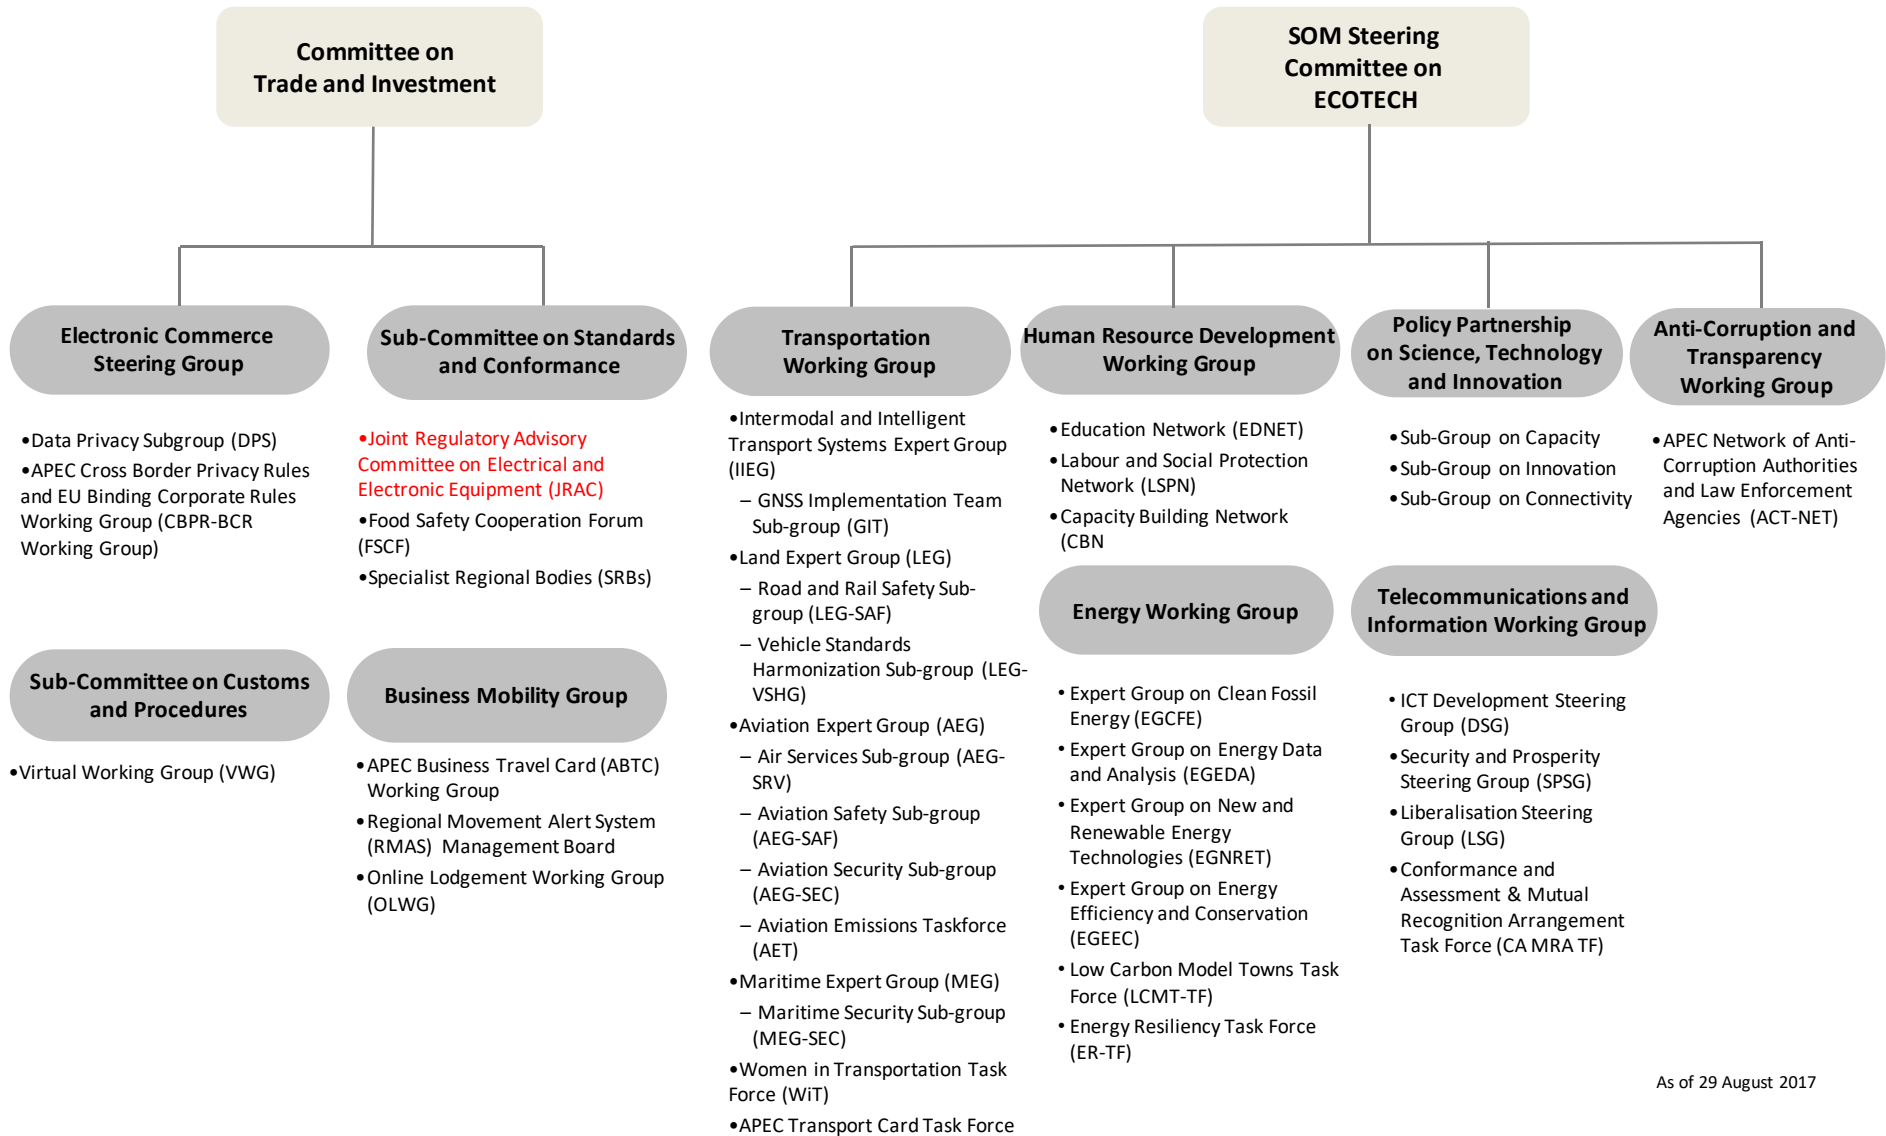 Committee on
Trade and Investment
SOM Steering
Committee on
ECOTECH
Electronic Commerce
Steering Group
•Data Privacy Subgroup (DPS)
•APEC Cross Border Privacy Rules
and EU Binding Corporate Rules
Working Group (CBPR-BCR
Working Group)
Sub-Committee on Standards
and Conformance
•Joint Regulatory Advisory
Committee on Electrical and
Electronic Equipment (JRAC)
•Food Safety Cooperation Forum
(FSCF)
•Specialist Regional Bodies (SRBs)
Sub-Committee on Customs
and Procedures
•Virtual Working Group (VWG)
Business Mobility Group
•APEC Business Travel Card (ABTC)
Working Group
•Regional Movement Alert System
(RMAS) Management Board
•Online Lodgement Working Group
(OLWG)
Transportation
Working Group
•Intermodal and Intelligent
Transport Systems Expert Group
(IIEG)
– GNSS Implementation Team
Sub-group (GIT)
•Land Expert Group (LEG)
– Road and Rail Safety Sub-
group (LEG-SAF)
– Vehicle Standards
Harmonization Sub-group (LEG-
VSHG)
•Aviation Expert Group (AEG)
– Air Services Sub-group (AEG-
SRV)
– Aviation Safety Sub-group
(AEG-SAF)
– Aviation Security Sub-group
(AEG-SEC)
– Aviation Emissions Taskforce
(AET)
•Maritime Expert Group (MEG)
– Maritime Security Sub-group
(MEG-SEC)
•Women in Transportation Task
Force (WiT)
•APEC Transport Card Task Force
Human Resource Development
Working Group
•Education Network (EDNET)
•Labour and Social Protection
Network (LSPN)
•Capacity Building Network
(CBN
Energy Working Group
• Expert Group on Clean Fossil
Energy (EGCFE)
• Expert Group on Energy Data
and Analysis (EGEDA)
• Expert Group on New and
Renewable Energy
Technologies (EGNRET)
• Expert Group on Energy
Efficiency and Conservation
(EGEEC)
• Low Carbon Model Towns Task
Force (LCMT-TF)
• Energy Resiliency Task Force
(ER-TF)
Policy Partnership
on Science, Technology
and Innovation
•Sub-Group on Capacity
•Sub-Group on Innovation
•Sub-Group on Connectivity
Telecommunications and
Information Working Group
• ICT Development Steering
Group (DSG)
•Security and Prosperity
Steering Group (SPSG)
•Liberalisation Steering
Group (LSG)
•Conformance and
Assessment & Mutual
Recognition Arrangement
Task Force (CA MRA TF)
Anti-Corruption and
Transparency
Working Group
•APEC Network of Anti-
Corruption Authorities
and Law Enforcement
Agencies (ACT-NET)
As of 29 August 2017